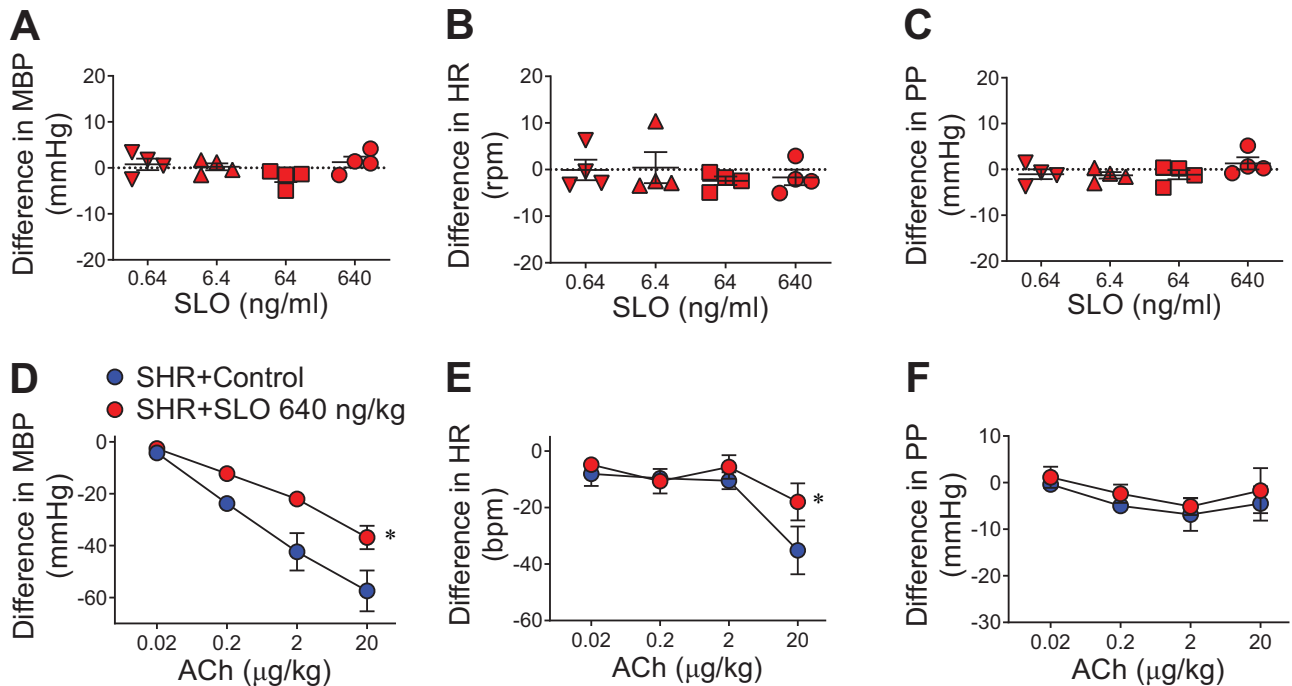 A
Difference in MBP
(mmHg)
20
10
0
-10
-20
0.64 6.4 64 640
SLO (ng/ml)
B
Difference in HR
(rpm)
20
10
0
-10
-20
0.64 6.4 64 640
SLO (ng/ml)
C
Difference in PP
(mmHg)
20
10
0
-10
-20
0.64 6.4 64 640
SLO (ng/ml)
D
SHR+Control
SHR+SLO 640 ng/kg
Difference in MBP
(mmHg)
0
-20
-40
-60
*
0.02 0.2 2 20
ACh (μg/kg)
E
Difference in HR
(bpm)
0
-20
-40
-60
*
0.02 0.2 2 20
ACh (μg/kg)
F
Difference in PP
(mmHg)
10
0
-10
-20
-30
0.02 0.2 2 20
ACh (μg/kg)